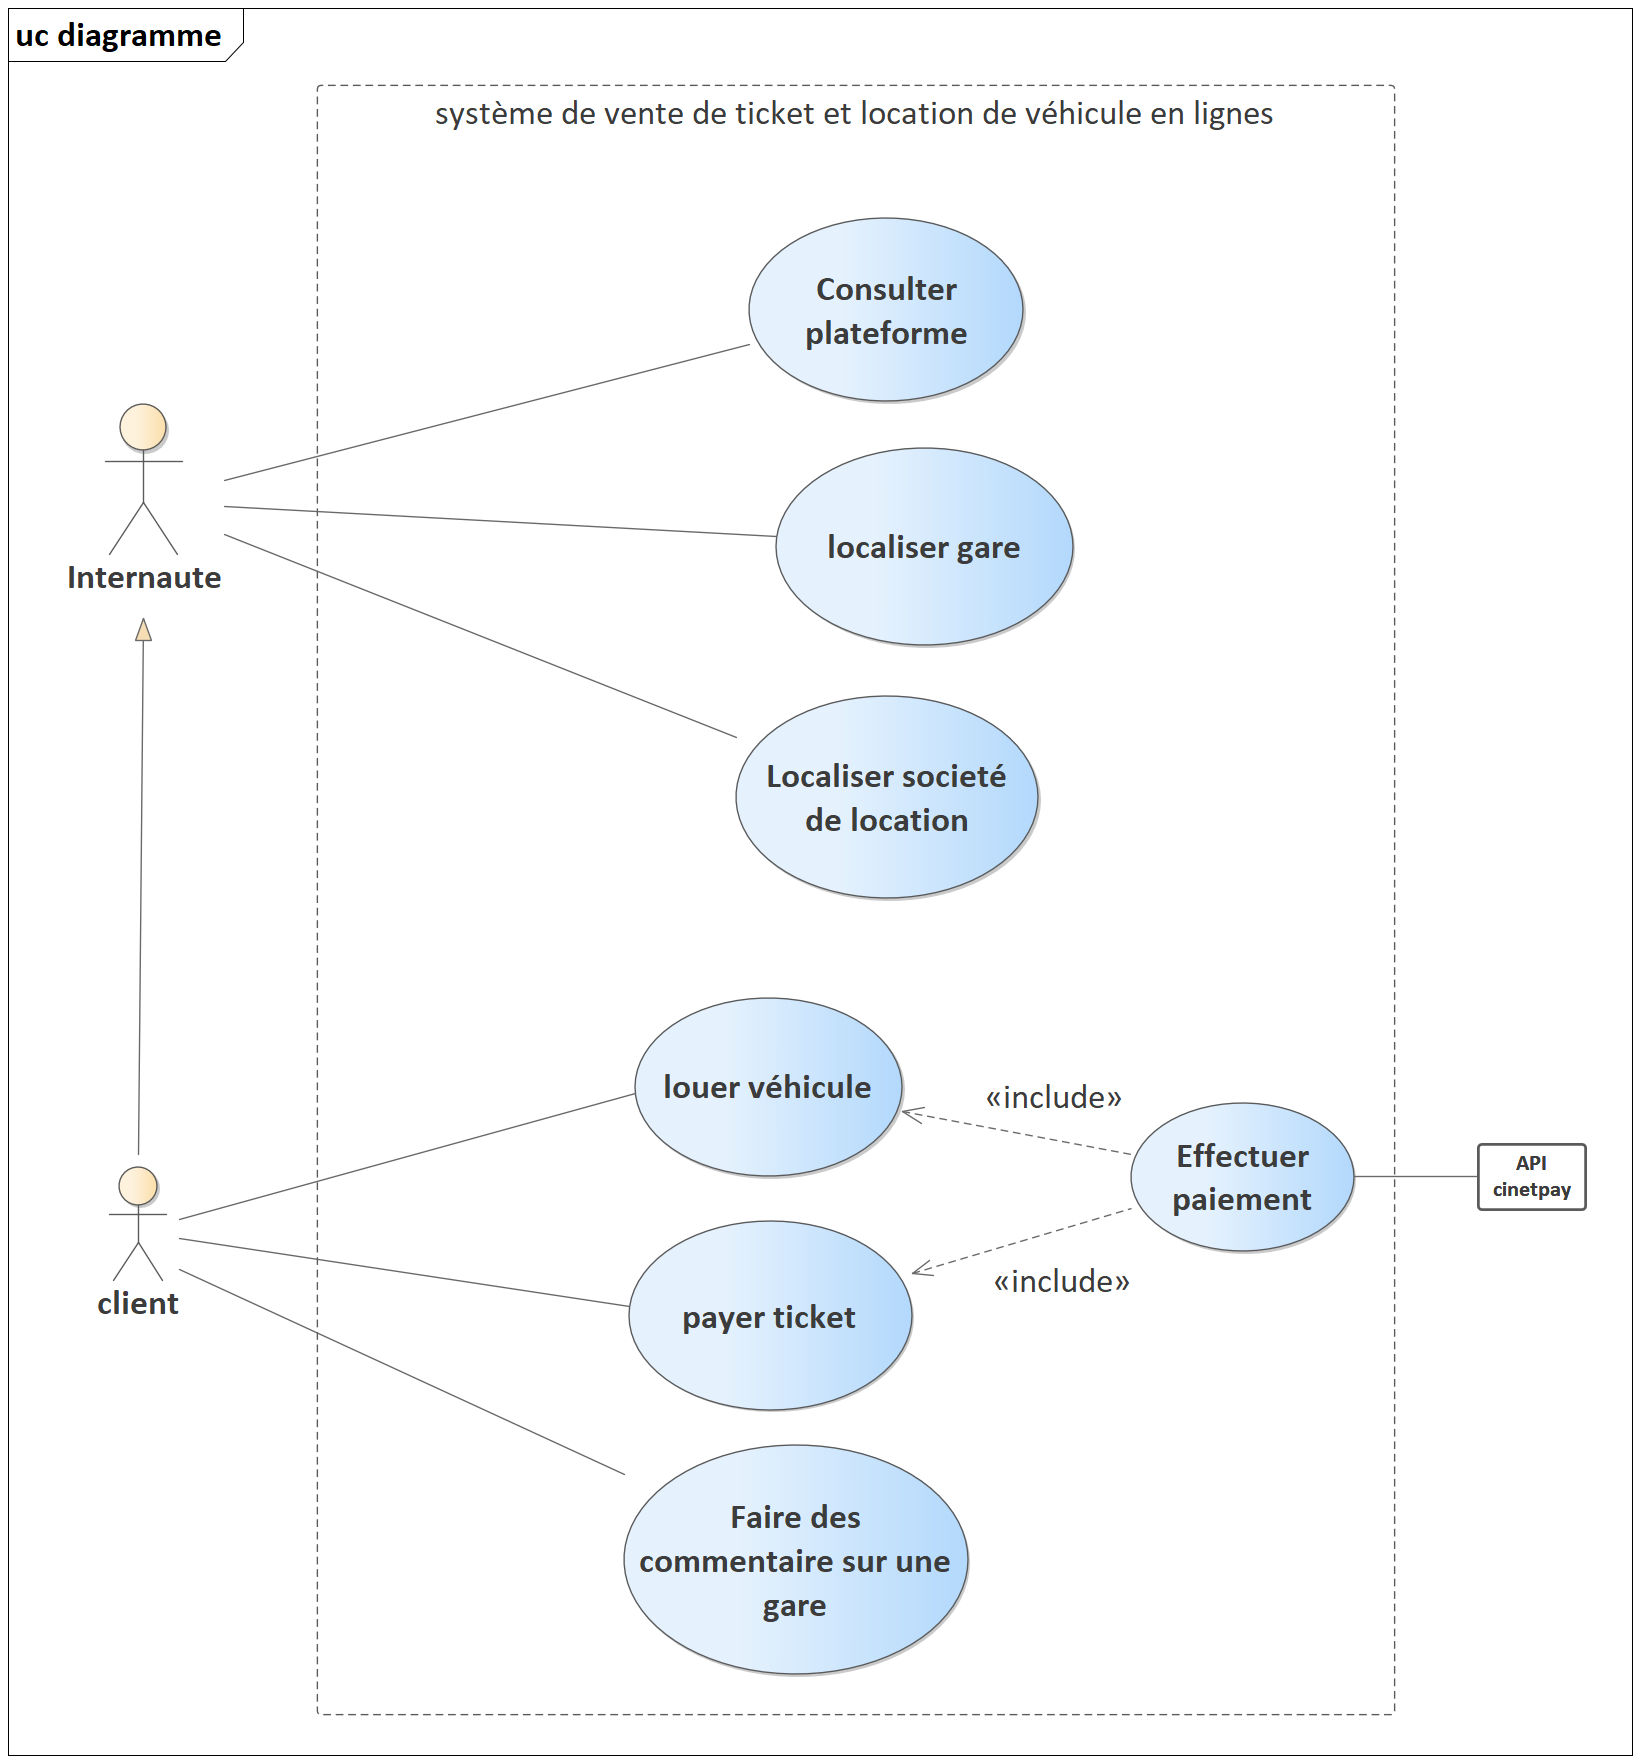 uc diagramme
système de vente de ticket et location de véhicule en lignes
Consulter
plateforme
localiser gare
Internaute
Localiser societé
de location
louer véhicule
«include»
Effectuer
paiement
API
cinetpay
«include»
client
payer ticket
Faire des
commentaire sur une
gare